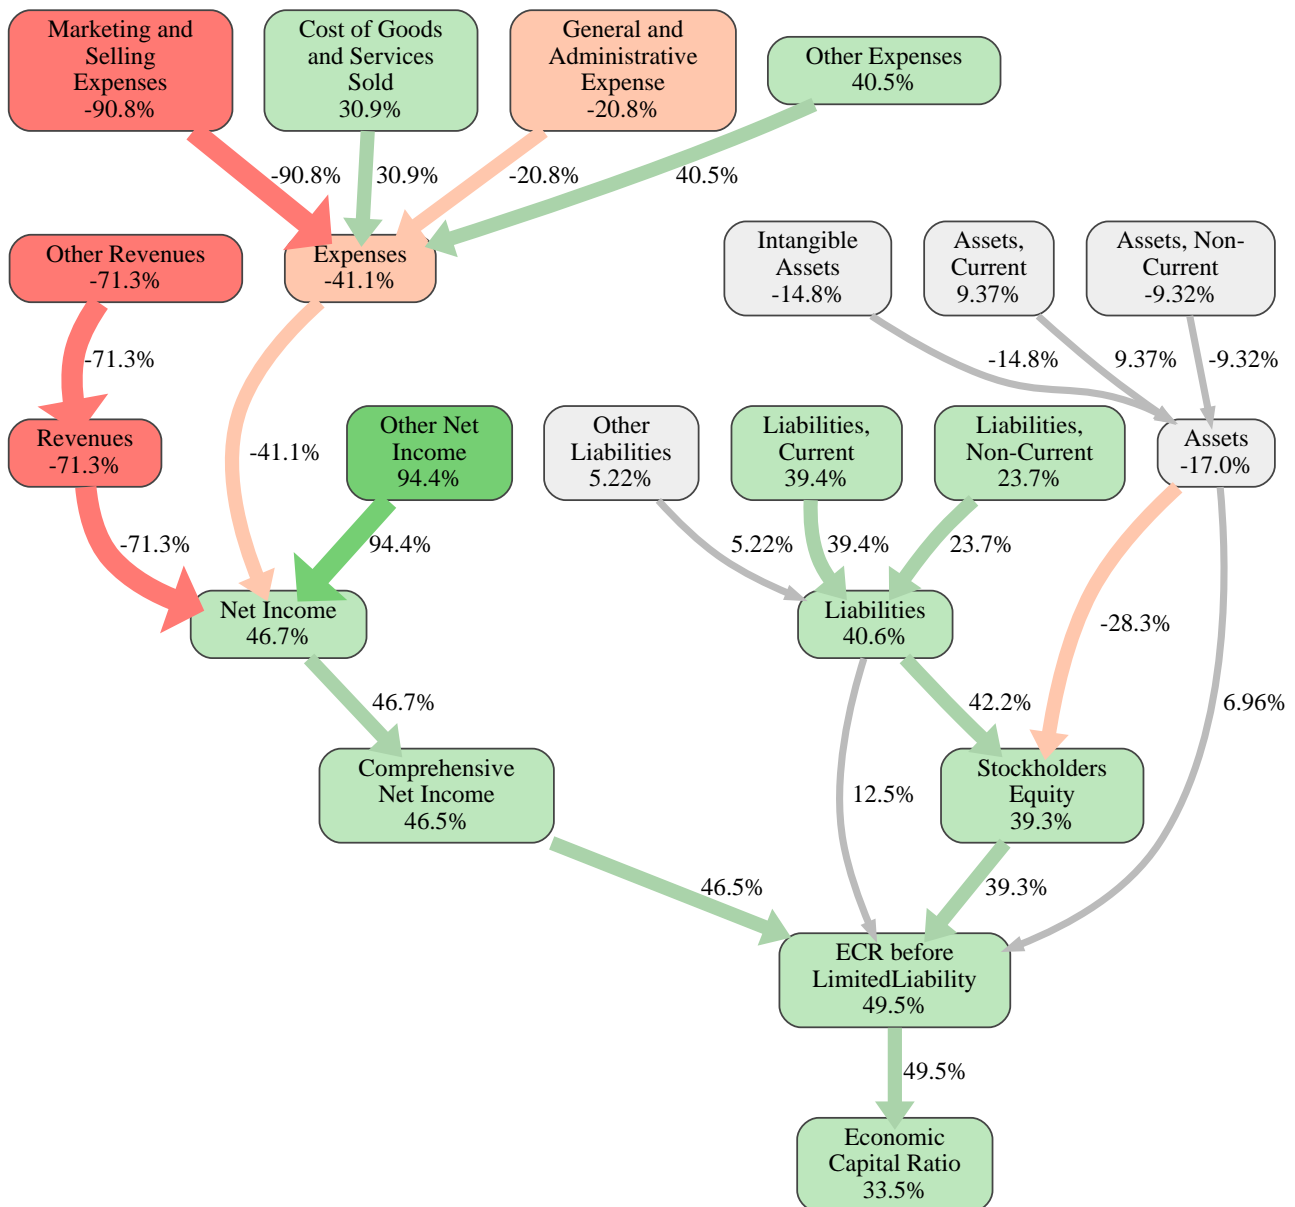 Marketing and
Selling
Expenses
-90.8%
Cost of Goods
and Services
Sold
30.9%
General and
Administrative
Expense
-20.8%
Other Expenses
40.5%
-90.8%
30.9%
-20.8%
40.5%
Other Revenues
-71.3%
Expenses
-41.1%
Intangible
Assets
-14.8%
Assets,
Current
9.37%
Assets, Non-
Current
-9.32%
-71.3%
-14.8%
9.37%
-9.32%
Revenues
-71.3%
-41.1%
Other Net
Income
94.4%
Other
Liabilities
5.22%
Liabilities,
Current
39.4%
Liabilities,
Non-Current
23.7%
Assets
-17.0%
-71.3%
94.4%
5.22%
39.4%
23.7%
Net Income
46.7%
Liabilities
40.6%
-28.3%
46.7%
42.2%
6.96%
Comprehensive
Net Income
46.5%
12.5%
Stockholders
Equity
39.3%
46.5%
39.3%
ECR before
LimitedLiability
49.5%
49.5%
Economic
Capital Ratio
33.5%